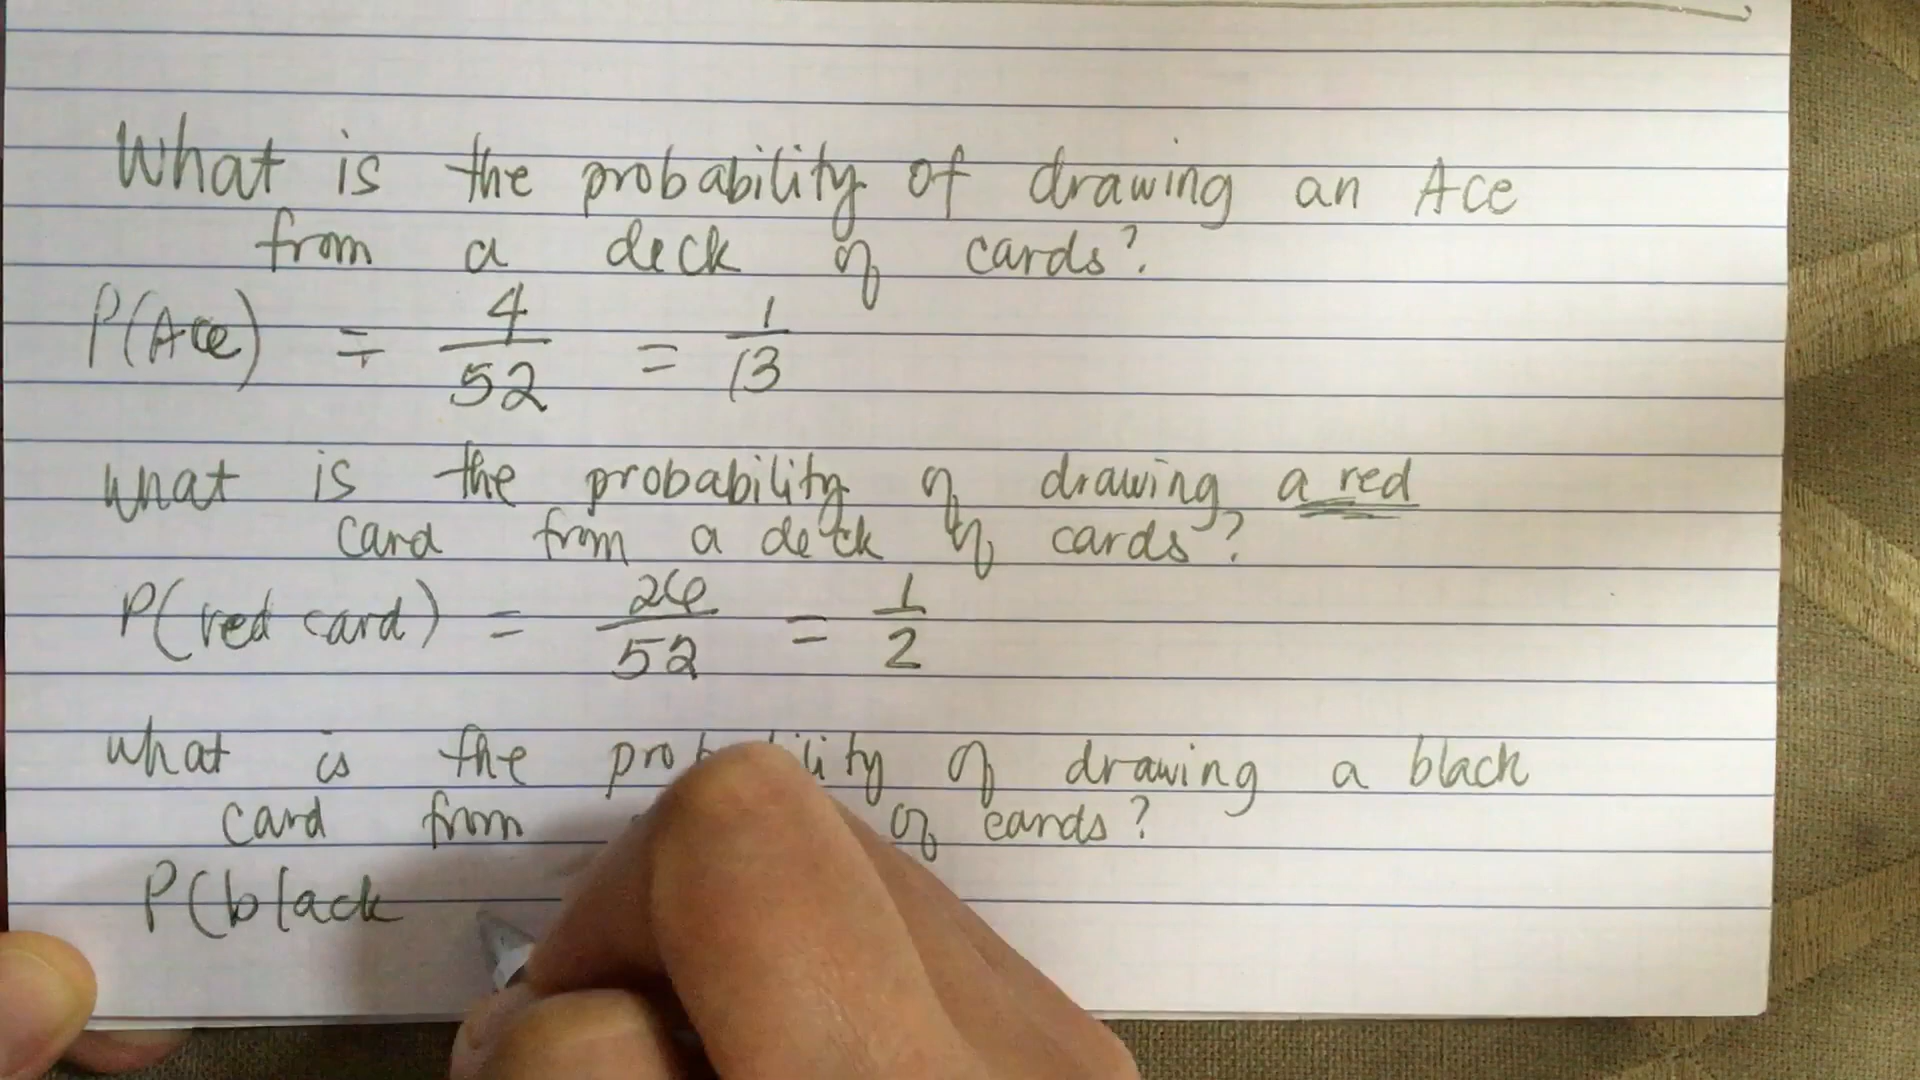 What is the probability of drawing an Ace
from a deck of cards?
P(Ace) = 4/52 = 1/13
What is the probability of drawing a red
card from a deck of cards?
P(red card) = 26/52 = 1/2
What is the of drawing a black
card from of cards?
P(black